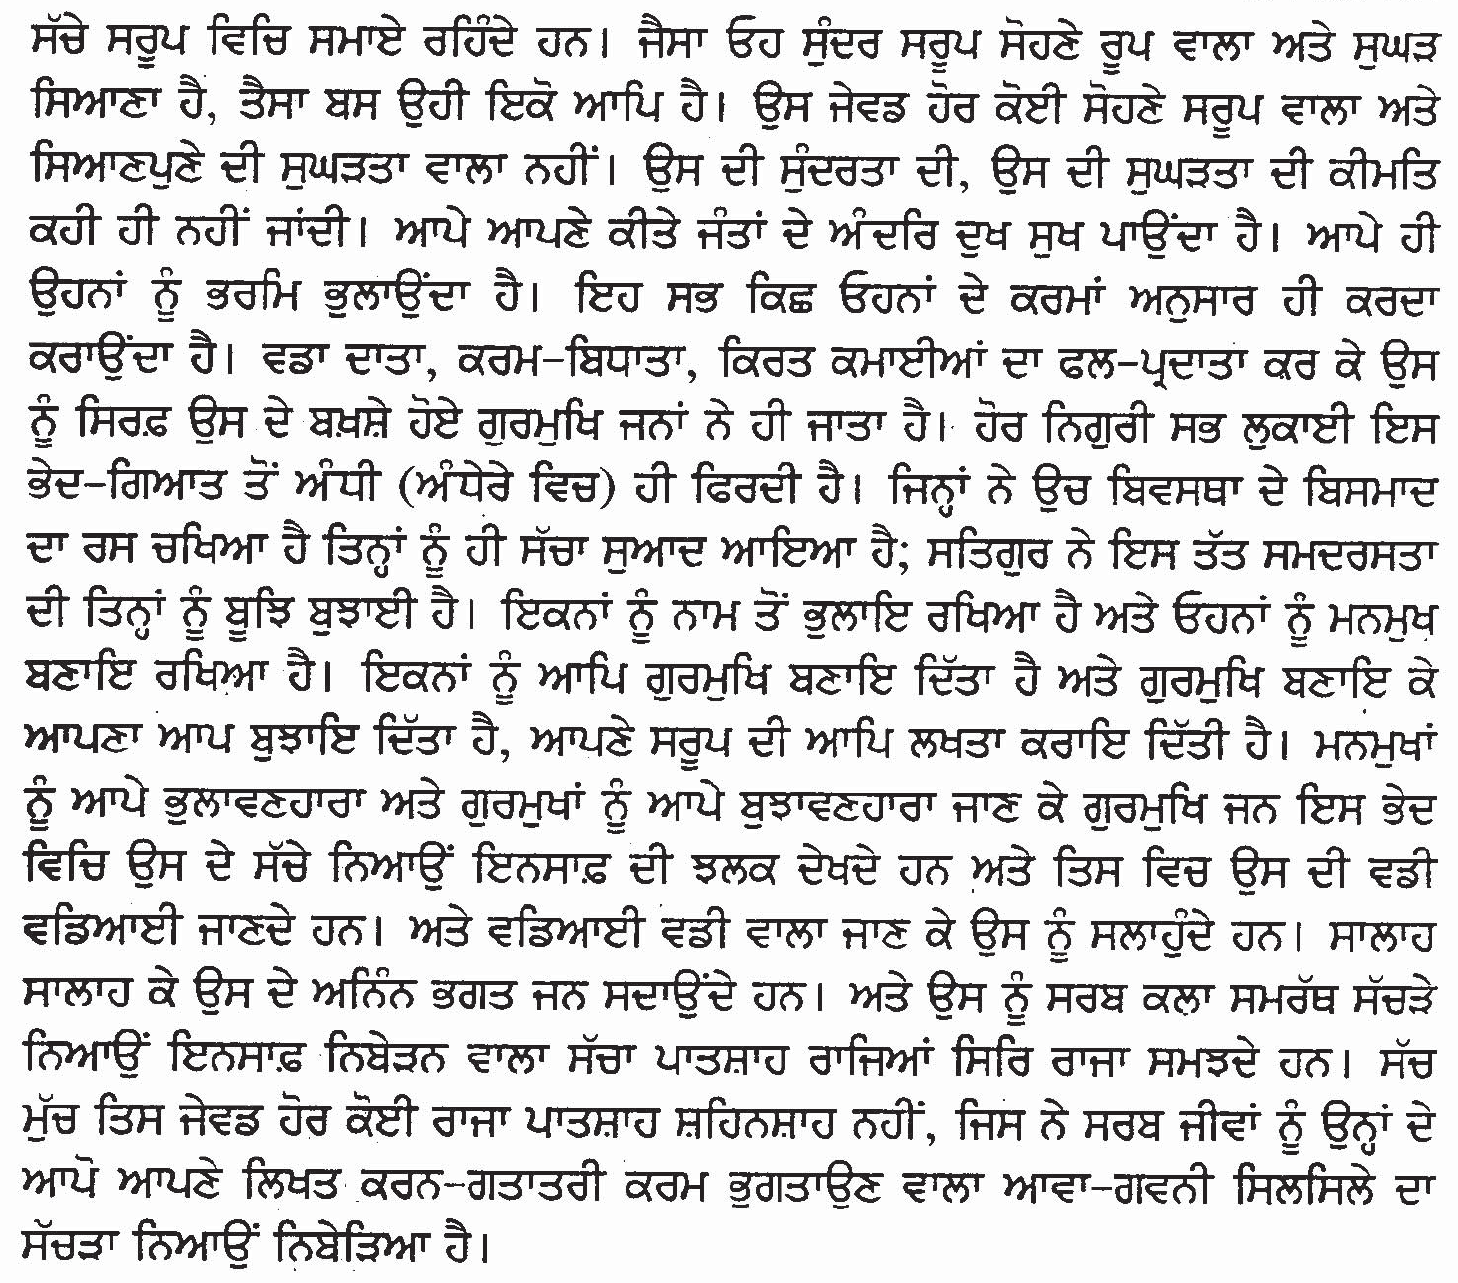 ਸੱਚੇ ਸਰੂਪ ਵਿਚਿ ਸਮਾਏ ਰਹਿੰਦੇ ਹਨ। ਜੈਸਾ ਓਹ ਸੁੰਦਰ ਸਰੂਪ ਸੋਹਣੇ ਰੂਪ ਵਾਲਾ ਅਤੇ ਸੁਘੜ
ਸਿਆਣਾ ਹੈ, ਤੈਸਾ ਬਸ ਉਹੀ ਇਕੋ ਆਪਿ ਹੈ। ਉਸ ਜੇਵਡ ਹੋਰ ਕੋਈ ਸੋਹਣੇ ਸਰੂਪ ਵਾਲਾ ਅਤੇ
ਸਿਆਣਪੁਣੇ ਦੀ ਸੁਘੜਤਾ ਵਾਲਾ ਨਹੀਂ। ਉਸ ਦੀ ਸੁੰਦਰਤਾ ਦੀ, ਉਸ ਦੀ ਸੁਘੜਤਾ ਦੀ ਕੀਮਤਿ
ਕਹੀ ਹੀ ਨਹੀਂ ਜਾਂਦੀ। ਆਪੇ ਆਪਣੇ ਕੀਤੇ ਜੰਤਾਂ ਦੇ ਅੰਦਰਿ ਦੁਖ ਸੁਖ ਪਾਉਂਦਾ ਹੈ। ਆਪੇ ਹੀ
ਉਹਨਾਂ ਨੂੰ ਭਰਮਿ ਭੁਲਾਉਂਦਾ ਹੈ। ਇਹ ਸਭ ਕਿਛ ਓਹਨਾਂ ਦੇ ਕਰਮਾਂ ਅਨੁਸਾਰ ਹੀ ਕਰਦਾ
ਕਰਾਉਂਦਾ ਹੈ। ਵਡਾ ਦਾਤਾ, ਕਰਮ-ਬਿਧਾਤਾ, ਕਿਰਤ ਕਮਾਈਆਂ ਦਾ ਫਲ-ਪ੍ਰਦਾਤਾ ਕਰ ਕੇ ਉਸ
ਨੂੰ ਸਿਰਫ਼ ਉਸ ਦੇ ਬਖ਼ਸ਼ੇ ਹੋਏ ਗੁਰਮੁਖਿ ਜਨਾਂ ਨੇ ਹੀ ਜਾਤਾ ਹੈ। ਹੋਰ ਨਿਗੁਰੀ ਸਭ ਲੁਕਾਈ ਇਸ
ਭੇਦ-ਗਿਆਤ ਤੋਂ ਅੰਧੀ (ਅੰਧੇਰੇ ਵਿਚ) ਹੀ ਫਿਰਦੀ ਹੈ। ਜਿਨ੍ਹਾਂ ਨੇ ਉਚ ਬਿਵਸਥਾ ਦੇ ਬਿਸਮਾਦ
ਦਾ ਰਸ ਚਖਿਆ ਹੈ ਤਿਨ੍ਹਾਂ ਨੂੰ ਹੀ ਸੱਚਾ ਸੁਆਦ ਆਇਆ ਹੈ; ਸਤਿਗੁਰ ਨੇ ਇਸ ਤੱਤ ਸਮਦਰਸਤਾ
ਦੀ ਤਿਨ੍ਹਾਂ ਨੂੰ ਬੂਝਿ ਬੁਝਾਈ ਹੈ। ਇਕਨਾਂ ਨੂੰ ਨਾਮ ਤੋਂ ਭੁਲਾਇ ਰਖਿਆ ਹੈ ਅਤੇ ਓਹਨਾਂ ਨੂੰ ਮਨਮੁਖ
ਬਣਾਇ ਰਖਿਆ ਹੈ। ਇਕਨਾਂ ਨੂੰ ਆਪਿ ਗੁਰਮੁਖਿ ਬਣਾਇ ਦਿੱਤਾ ਹੈ ਅਤੇ ਗੁਰਮੁਖਿ ਬਣਾਇ ਕੇ
ਆਪਣਾ ਆਪ ਬੁਝਾਇ ਦਿੱਤਾ ਹੈ, ਆਪਣੇ ਸਰੂਪ ਦੀ ਆਪਿ ਲਖਤਾ ਕਰਾਇ ਦਿੱਤੀ ਹੈ। ਮਨਮੁਖਾਂ
ਨੂੰ ਆਪੇ ਭੁਲਾਵਣਹਾਰਾ ਅਤੇ ਗੁਰਮੁਖਾਂ ਨੂੰ ਆਪੇ ਬੁਝਾਵਣਹਾਰਾ ਜਾਣ ਕੇ ਗੁਰਮੁਖਿ ਜਨ ਇਸ ਭੇਦ
ਵਿਚਿ ਉਸ ਦੇ ਸੱਚੇ ਨਿਆਉਂ ਇਨਸਾਫ਼ ਦੀ ਝਲਕ ਦੇਖਦੇ ਹਨ ਅਤੇ ਤਿਸ ਵਿਚ ਉਸ ਦੀ ਵਡੀ
ਵਡਿਆਈ ਜਾਣਦੇ ਹਨ। ਅਤੇ ਵਡਿਆਈ ਵਡੀ ਵਾਲਾ ਜਾਣ ਕੇ ਉਸ ਨੂੰ ਸਲਾਹੁੰਦੇ ਹਨ। ਸਾਲਾਹ
ਸਾਲਾਹ ਕੇ ਉਸ ਦੇ ਅਨਿੰਨ ਭਗਤ ਜਨ ਸਦਾਉਂਦੇ ਹਨ। ਅਤੇ ਉਸ ਨੂੰ ਸਰਬ ਕਲਾ ਸਮਰੱਥ ਸੱਚੜੇ
ਨਿਆਉਂ ਇਨਸਾਫ਼ ਨਿਬੇੜਨ ਵਾਲਾ ਸੱਚਾ ਪਾਤਸ਼ਾਹ ਰਾਜਿਆਂ ਸਿਰਿ ਰਾਜਾ ਸਮਝਦੇ ਹਨ। ਸੱਚ
ਮੁੱਚ ਤਿਸ ਜੇਵਡ ਹੋਰ ਕੋਈ ਰਾਜਾ ਪਾਤਸ਼ਾਹ ਸ਼ਹਿਨਸ਼ਾਹ ਨਹੀਂ, ਜਿਸ ਨੇ ਸਰਬ ਜੀਵਾਂ ਨੂੰ ਉਨ੍ਹਾਂ ਦੇ
ਆਪੋ ਆਪਣੇ ਲਿਖਤ ਕਰਨ-ਗਤਾਤਰੀ ਕਰਮ ਭੁਗਤਾਉਣ ਵਾਲਾ ਆਵਾ-ਗਵਨੀ ਸਿਲਸਿਲੇ ਦਾ
ਸੱਚੜਾ ਨਿਆਉਂ ਨਿਬੇੜਿਆ ਹੈ।